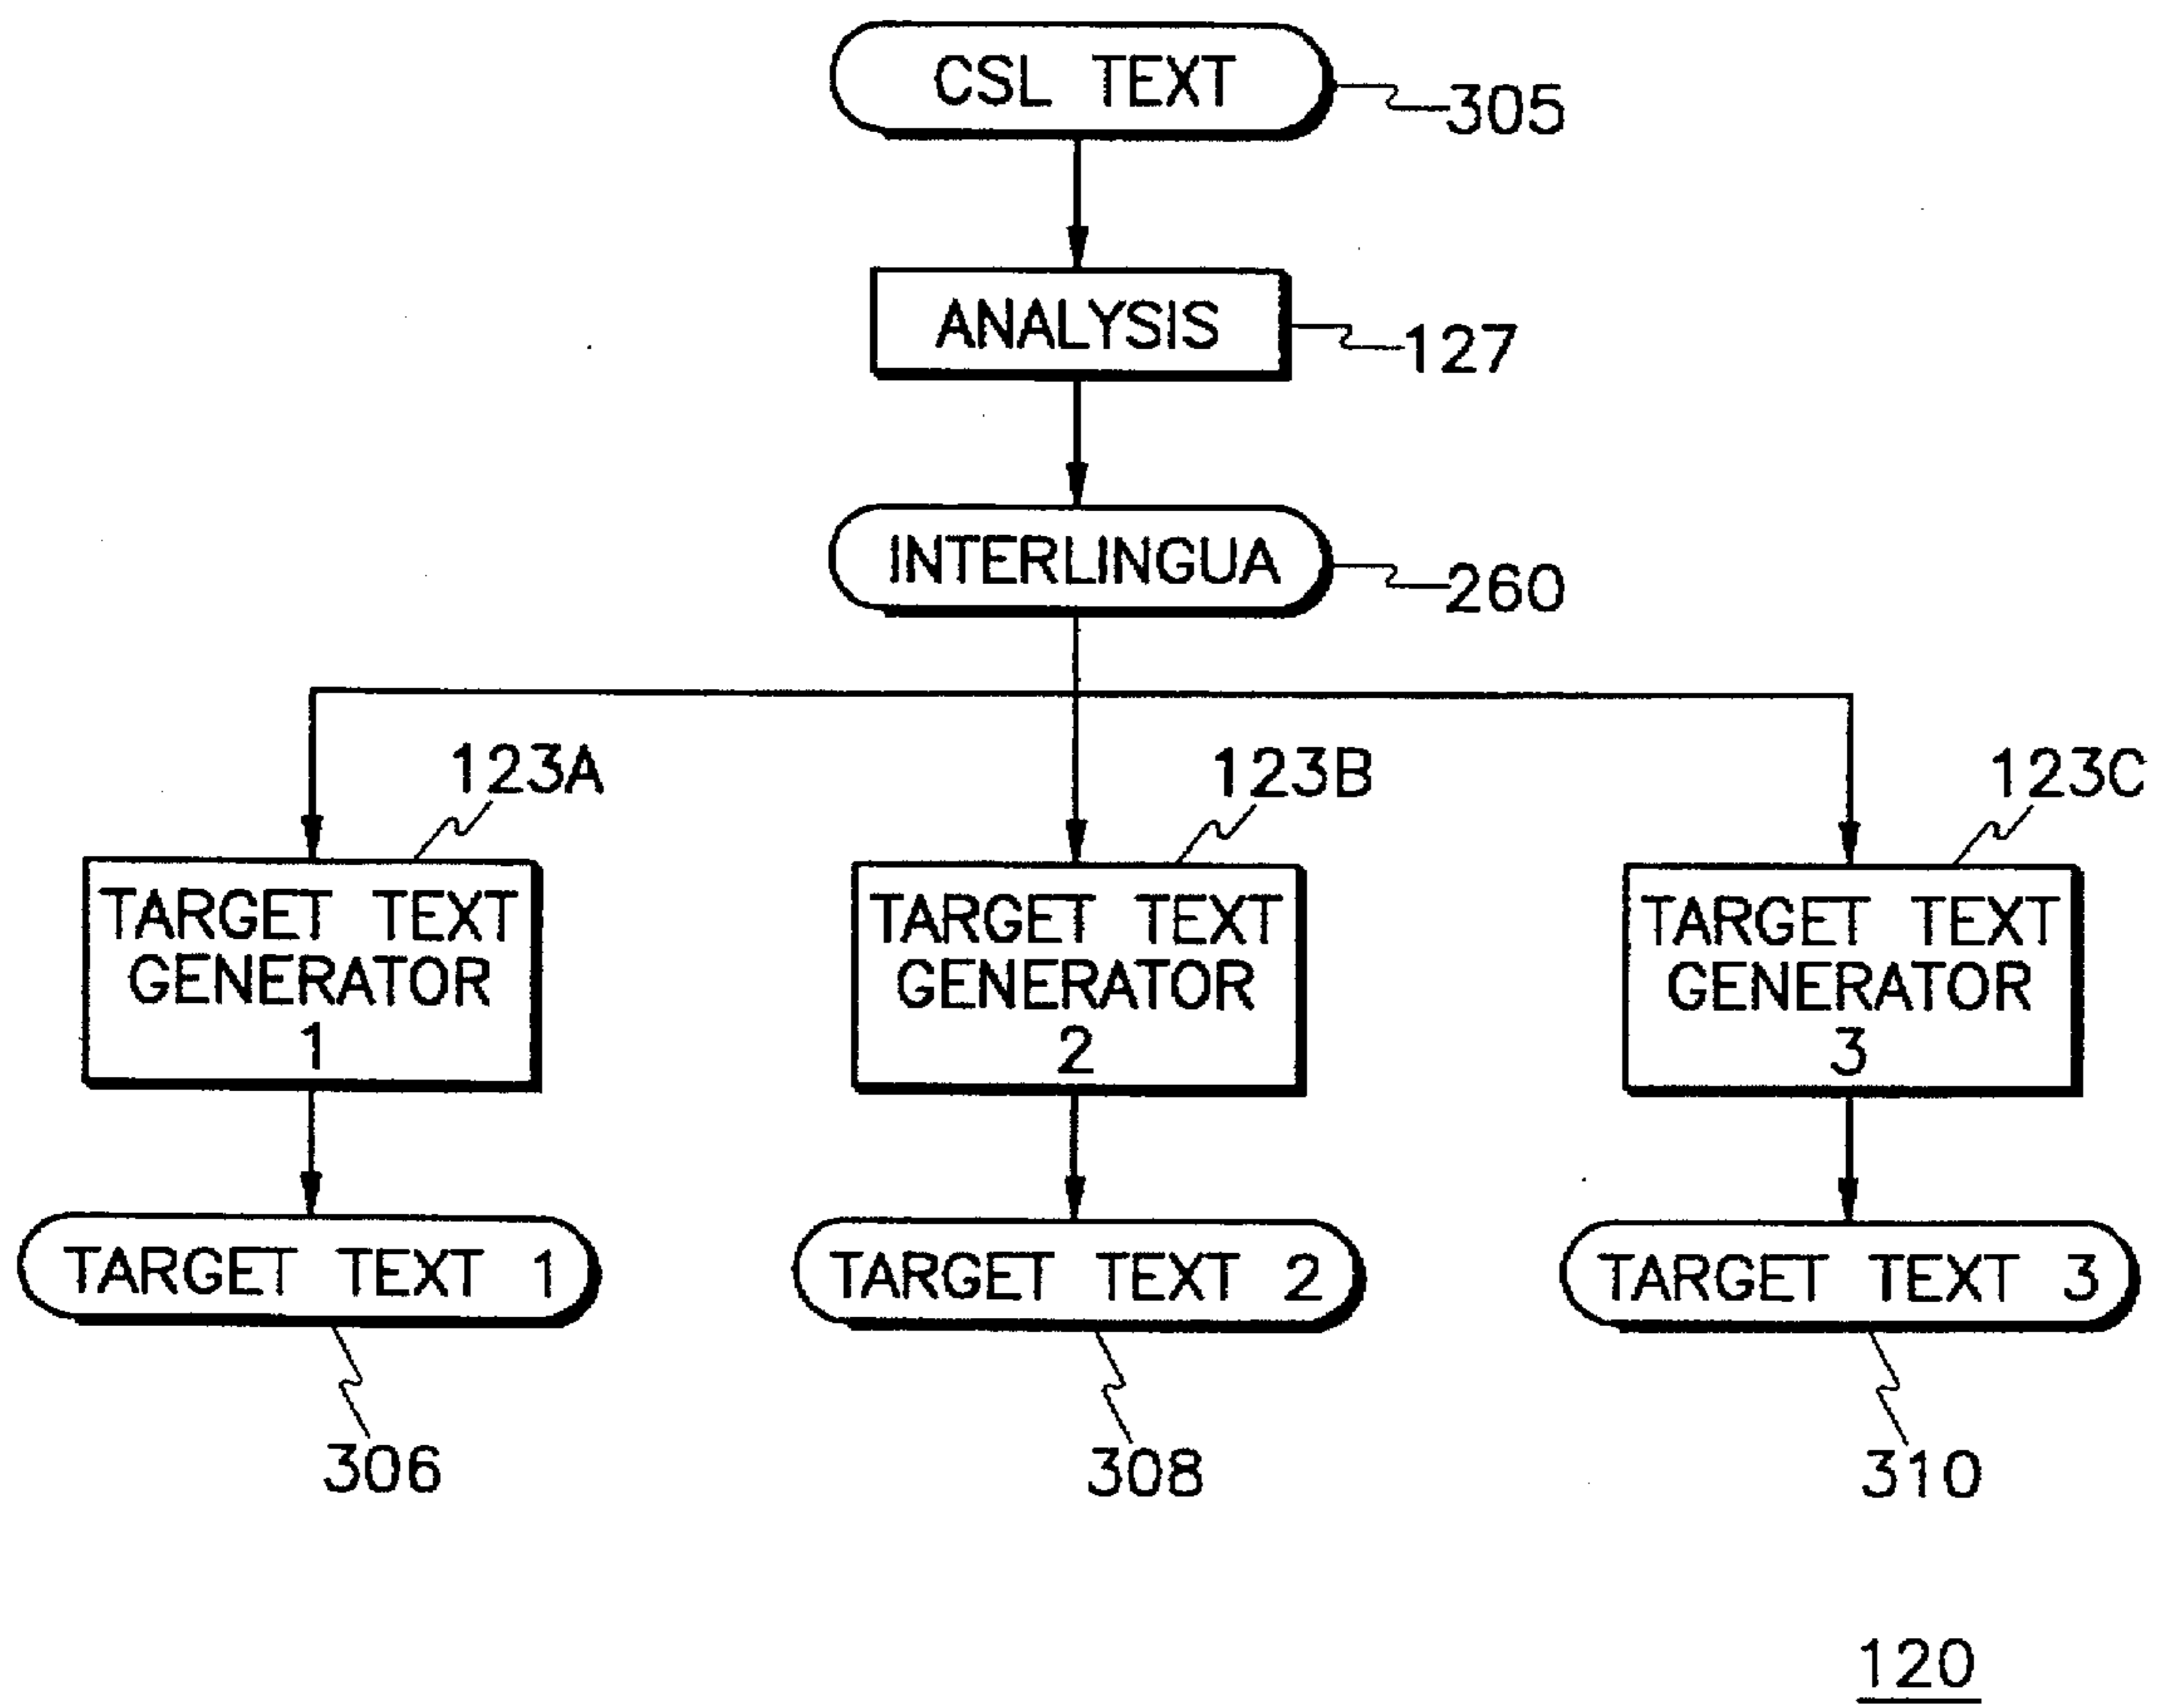 CSL TEXT
305
ANALYSIS
127
INTERLINGUA
260
123A
123B
123C
TARGET TEXT
GENERATOR
1
TARGET TEXT
GENERATOR
2
TARGET TEXT
GENERATOR
3
TARGET TEXT 1
TARGET TEXT 2
TARGET TEXT 3
306
308
310
120